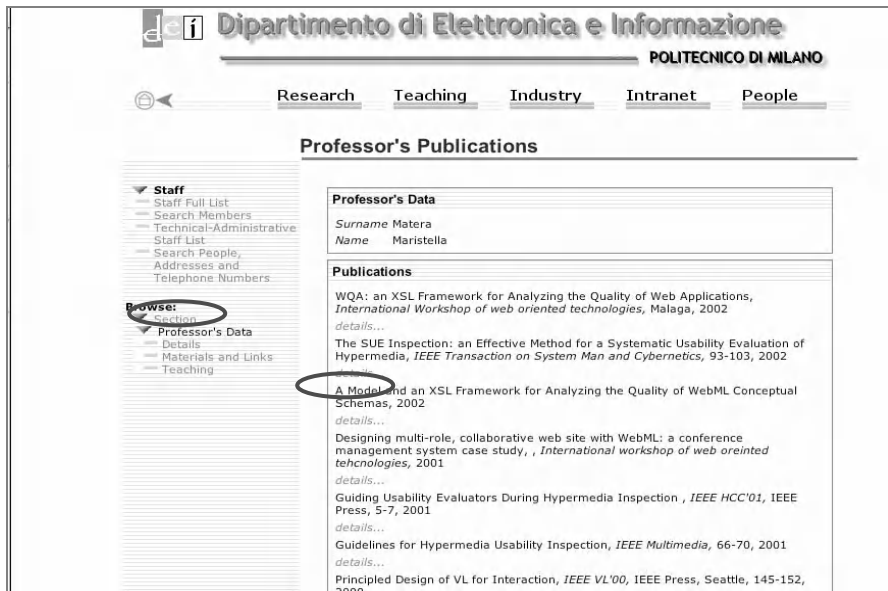 dei Dipartimento di Elettronica e Informazione
POLITECNICO DI MILANO
Research Teaching Industry Intranet People
Professor's Publications
Staff
Staff Full List
Search Members
Technical-Administrative
Staff List
Search People,
Addresses and
Telephone Numbers
Browse:
Section
Professor's Data
Details
Materials and Links
Teaching
Professor's Data
Surname Matera
Name Maristella
Publications
WQA: an XSL Framework for Analyzing the Quality of Web Applications,
International Workshop of web oriented technologies, Malaga, 2002
details...
The SUE Inspection: an Effective Method for a Systematic Usability Evaluation of
Hypermedia, IEEE Transaction on System Man and Cybernetics, 93-103, 2002
details...
A Model and an XSL Framework for Analyzing the Quality of WebML Conceptual
Schemas, 2002
details...
Designing multi-role, collaborative web site with WebML: a conference
management system case study, , International workshop of web oreinted
tehcnologies, 2001
details...
Guiding Usability Evaluators During Hypermedia Inspection , IEEE HCC'01, IEEE
Press, 5-7, 2001
details...
Guidelines for Hypermedia Usability Inspection, IEEE Multimedia, 66-70, 2001
details...
Principled Design of VL for Interaction, IEEE VL'00, IEEE Press, Seattle, 145-152,
2000